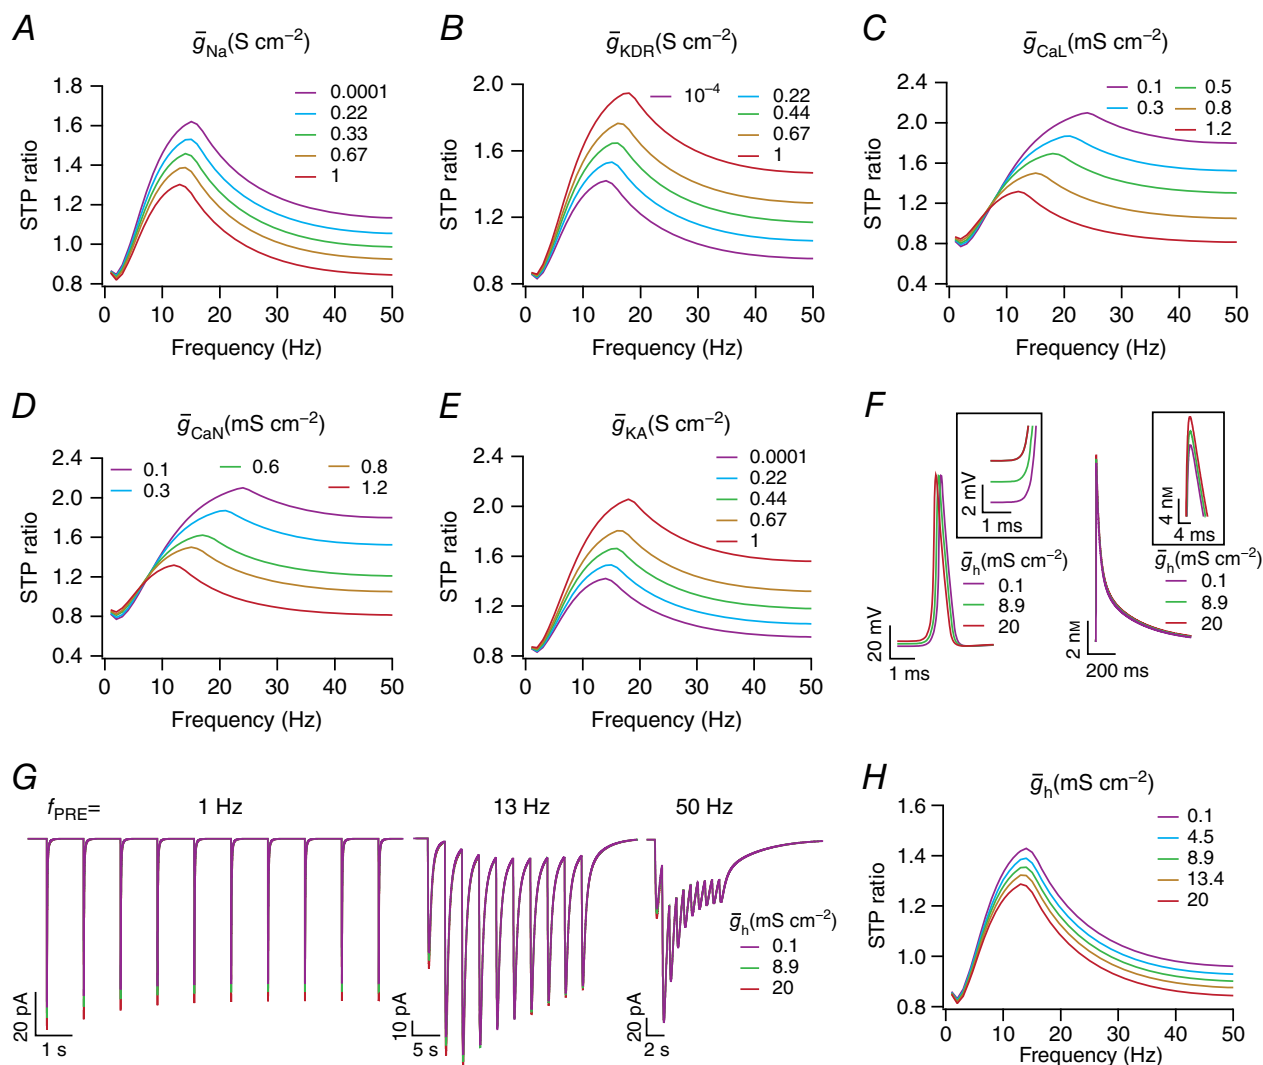 A
g̅Na(S cm−2)
STP ratio
1.8
1.6
1.4
1.2
1.0
0.8
0.0001
0.22
0.33
0.67
1
0 10 20 30 40 50
Frequency (Hz)
B
g̅KDR(S cm−2)
STP ratio
2.0
1.6
1.2
0.8
10−4
0.22
0.44
0.67
1
0 10 20 30 40 50
Frequency (Hz)
C
g̅CaL(mS cm−2)
STP ratio
2.4
2.0
1.6
1.2
0.8
0.4
0.1 0.5
0.3 0.8
1.2
0 10 20 30 40 50
Frequency (Hz)
D
g̅CaN(mS cm−2)
STP ratio
2.4
2.0
1.6
1.2
0.8
0.4
0.1 0.6 0.8
0.3 1.2
0 10 20 30 40 50
Frequency (Hz)
E
g̅KA(S cm−2)
STP ratio
2.4
2.0
1.6
1.2
0.8
0.0001
0.22
0.44
0.67
1
0 10 20 30 40 50
Frequency (Hz)
F
2 mV
1 ms
g̅h(mS cm−2)
0.1
8.9
20
20 mV
1 ms
4 nM
4 ms
g̅h(mS cm−2)
0.1
8.9
20
2 nM
200 ms
G
fPRE= 1 Hz 13 Hz 50 Hz
g̅h(mS cm−2)
0.1
8.9
20
20 pA
1 s
10 pA
5 s
20 pA
2 s
H
g̅h(mS cm−2)
STP ratio
1.6
1.4
1.2
1.0
0.8
0.1
4.5
8.9
13.4
20
0 10 20 30 40 50
Frequency (Hz)